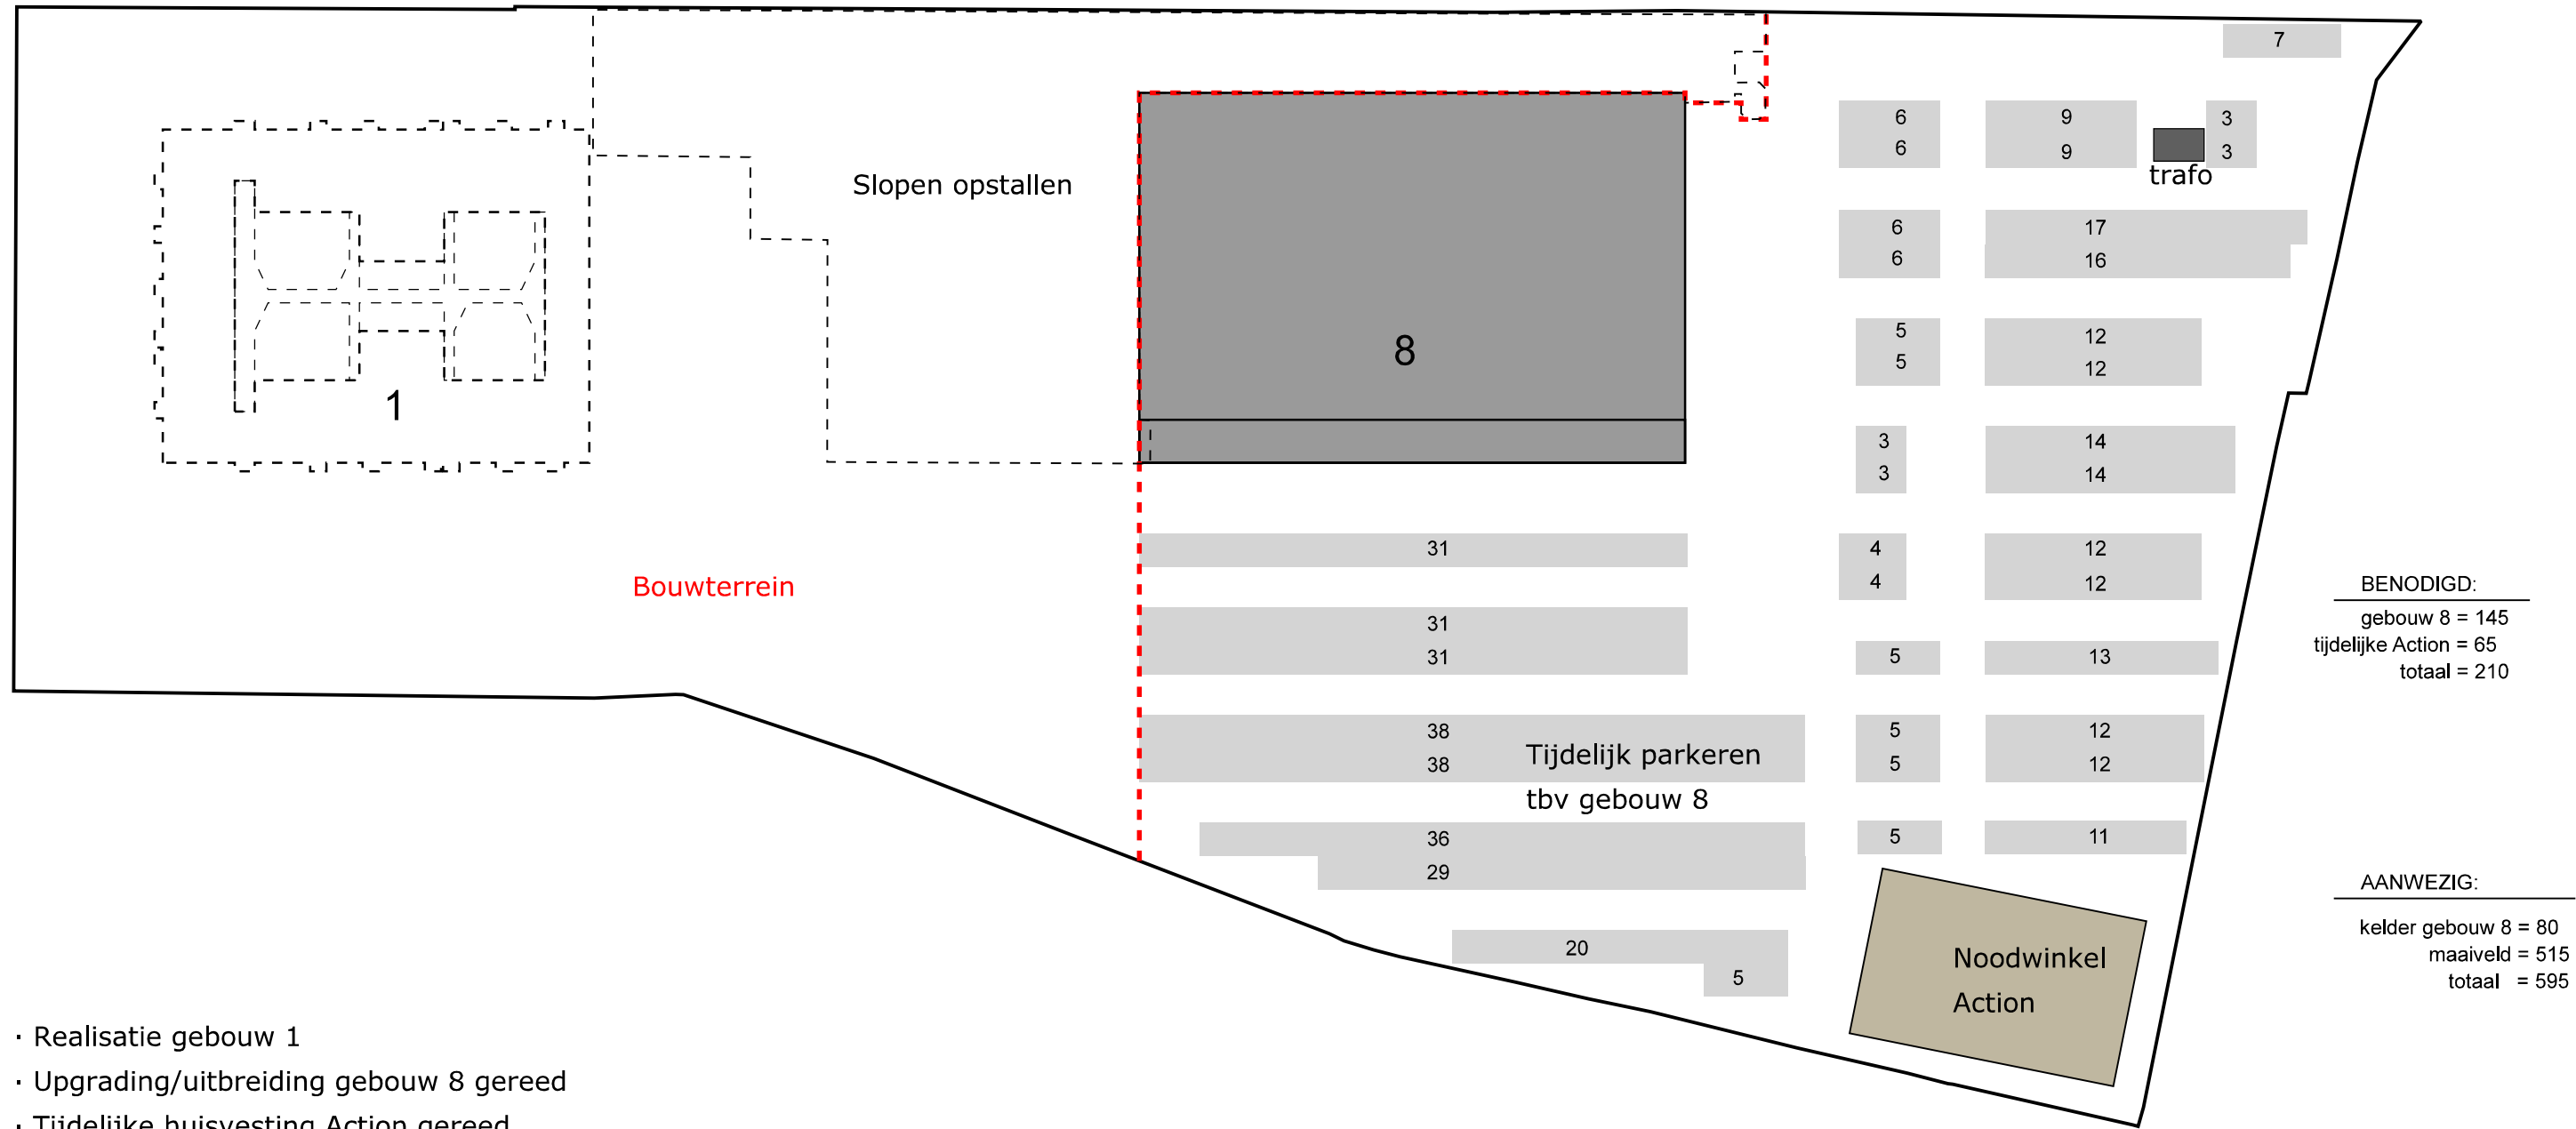 7
6
9
3
6
9
3
trafo
Slopen opstallen
6
17
6
16
5
12
5
12
8
1
3
14
3
14
31
4
12
4
12
Bouwterrein
31
31
5
13
38
5
12
38
5
12
Tijdelijk parkeren
tbv gebouw 8
36
5
11
29
20
5
Noodwinkel
Action
BENODIGD:
gebouw 8 = 145
tijdelijke Action = 65
totaal = 210
AANWEZIG:
kelder gebouw 8 = 80
maaiveld = 515
totaal = 595
· Realisatie gebouw 1
· Upgrading/uitbreiding gebouw 8 gereed
· Tijdelijke huisvesting Action gereed